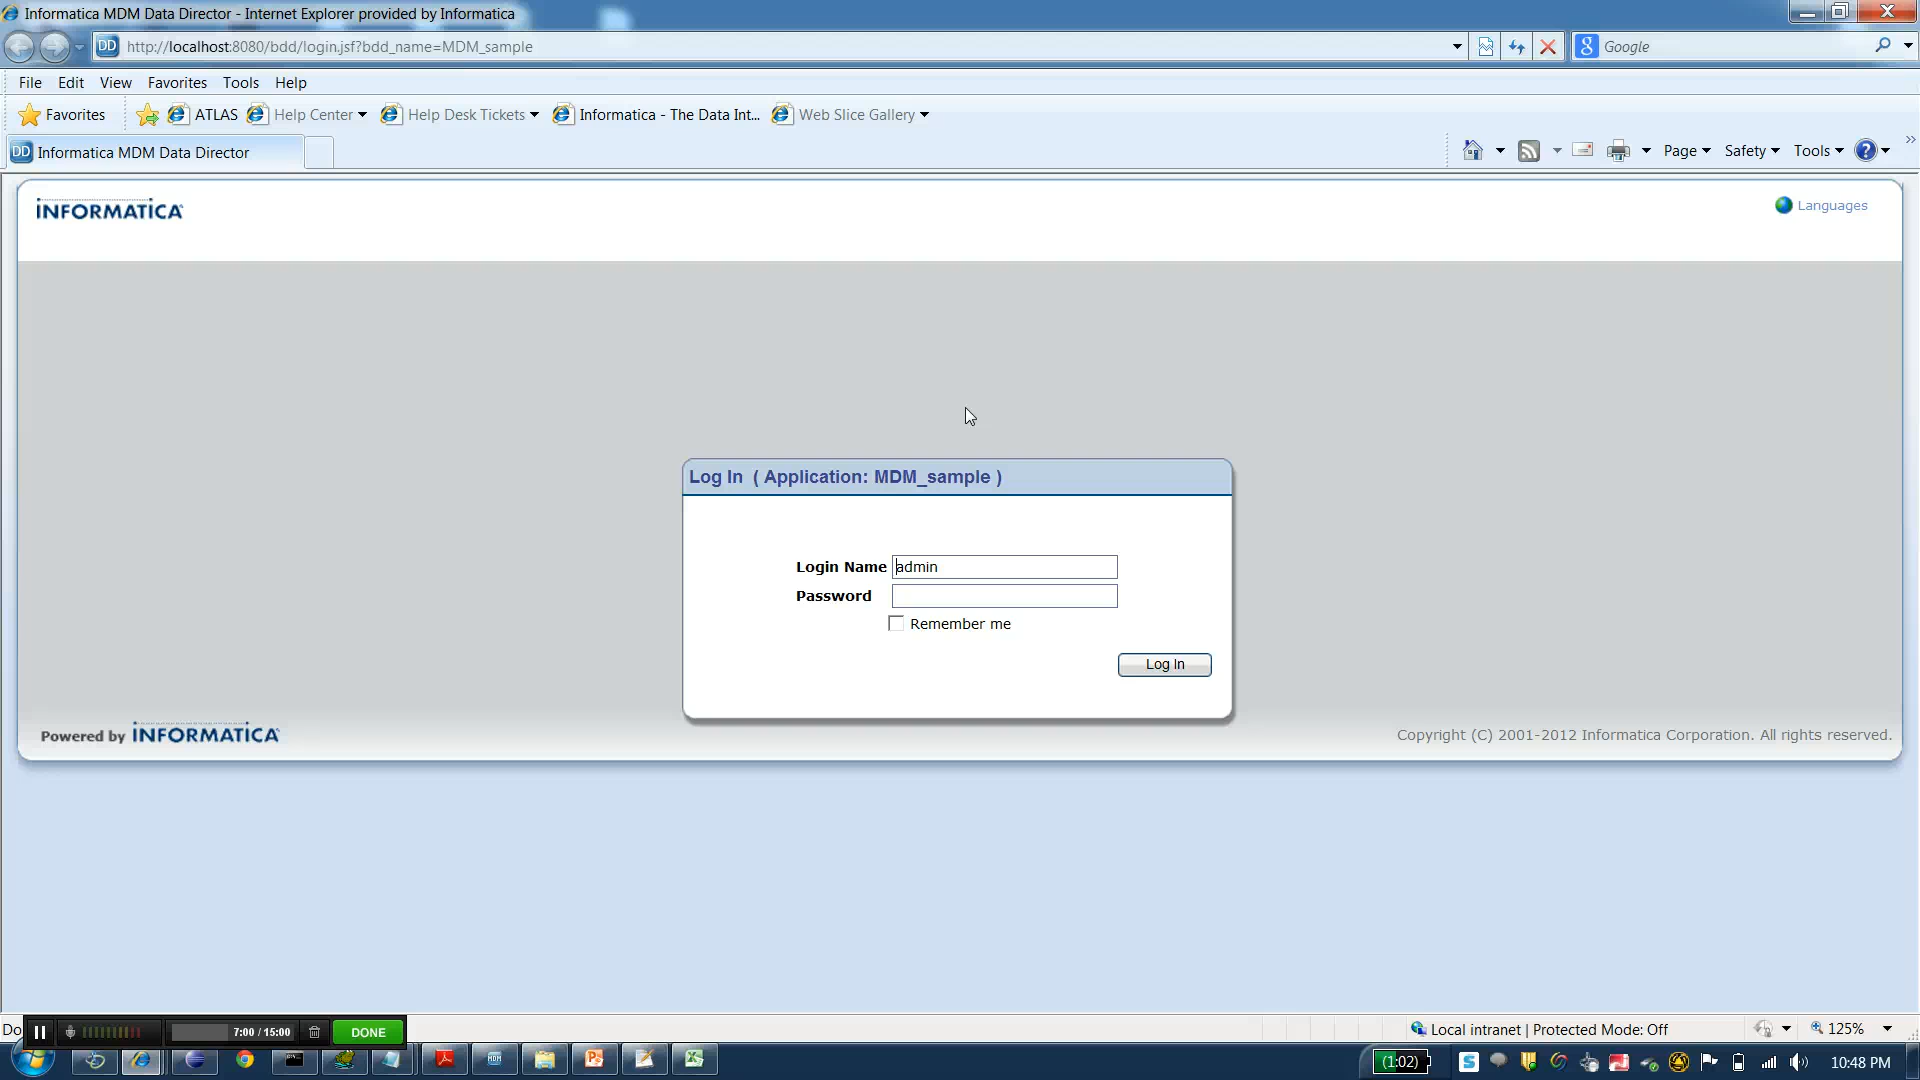 Informatica MDM Data Director - Internet Explorer provided by Informatica
DD http://localhost:8080/bdd/login.jsf?bdd_name=MDM_sample
Google
File Edit View Favorites Tools Help
Favorites ATLAS Help Center Help Desk Tickets Informatica - The Data Int... Web Slice Gallery
DD Informatica MDM Data Director
Page Safety Tools
INFORMATICA
Languages
Log In ( Application: MDM_sample )
Login Name admin
Password
Remember me
Log In
Powered by INFORMATICA
Copyright (C) 2001-2012 Informatica Corporation. All rights reserved.
Do
7:00 / 15:00 DONE
Local intranet | Protected Mode: Off
125%
MDM
(1:02)
10:48 PM